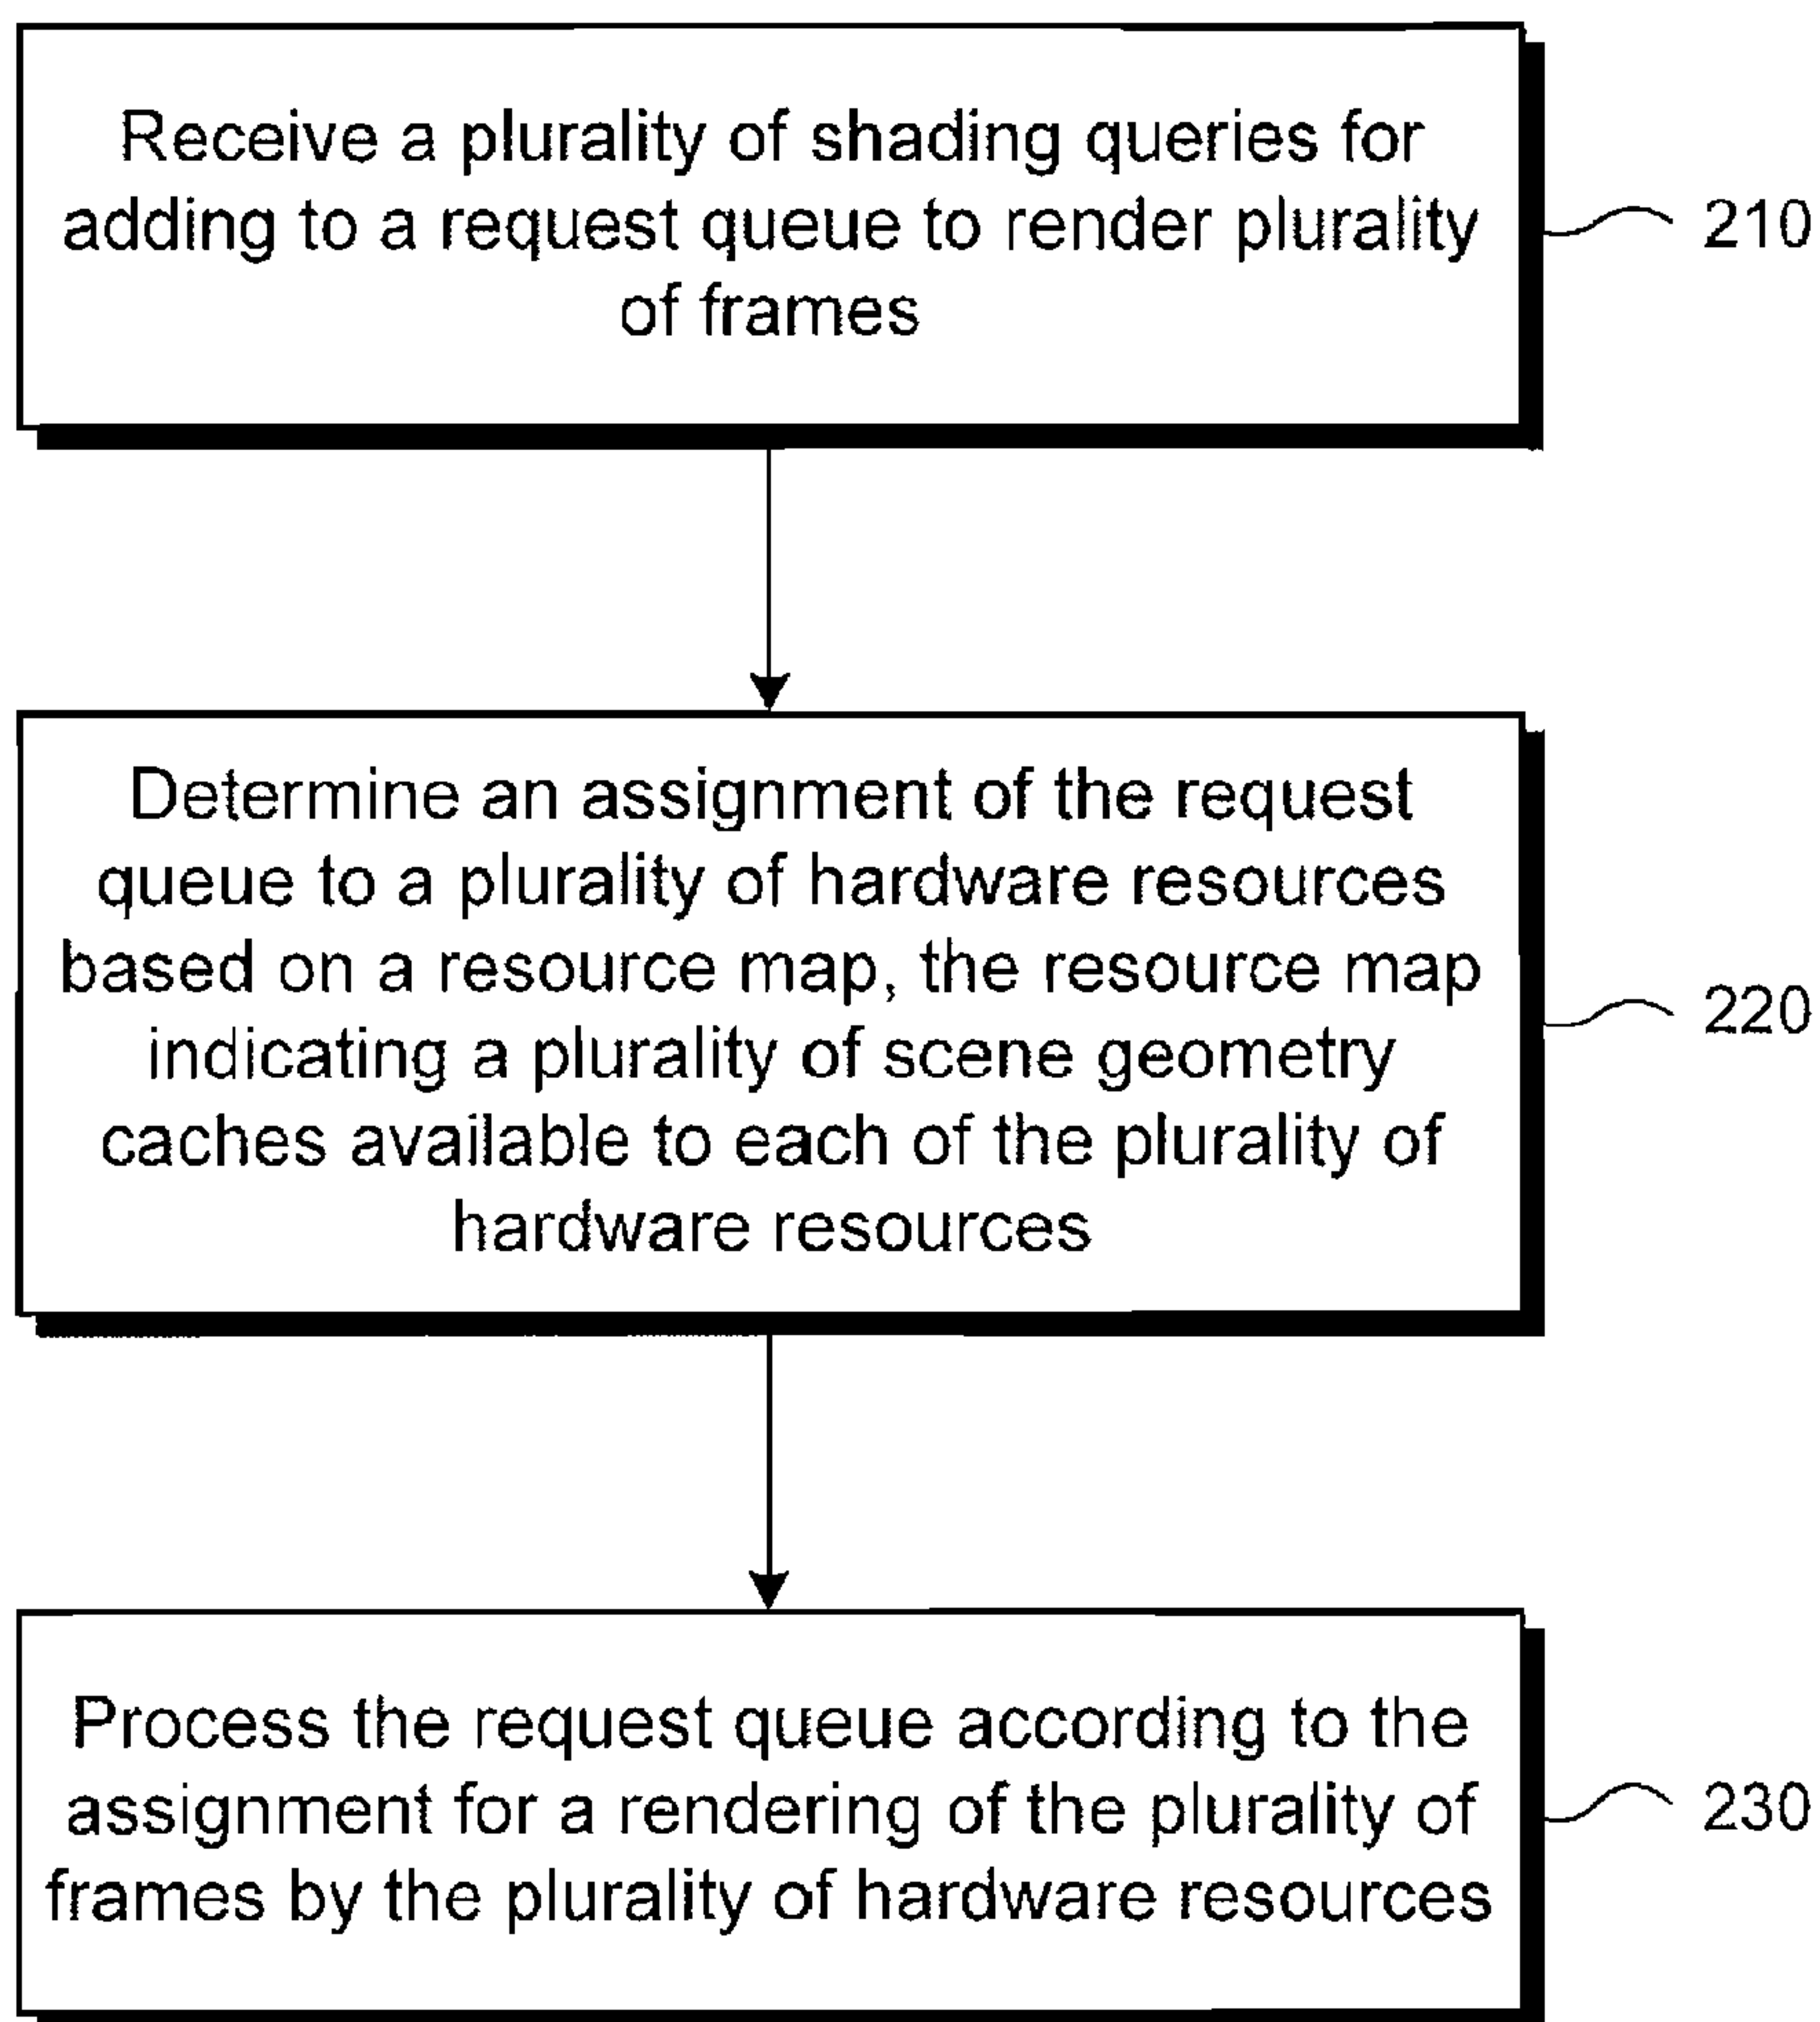 Receive a plurality of shading queries for
adding to a request queue to render plurality
of frames
210
Determine an assignment of the request
queue to a plurality of hardware resources
based on a resource map, the resource map
indicating a plurality of scene geometry
caches available to each of the plurality of
hardware resources
220
Process the request queue according to the
assignment for a rendering of the plurality of
frames by the plurality of hardware resources
230